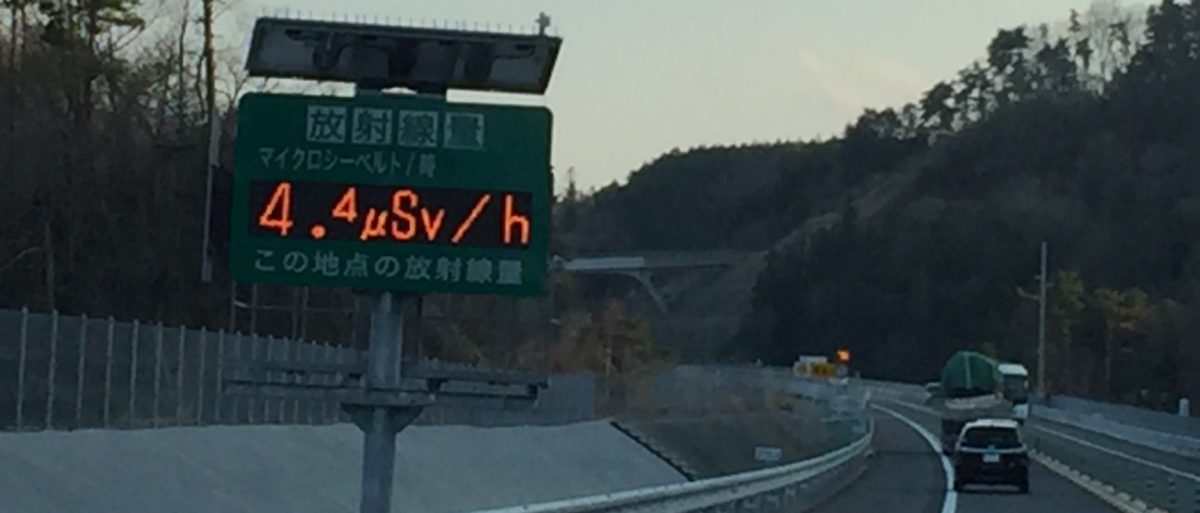 放射線量
マイクロシーベルト/時
4.4μSv/h
この地点の放射線量